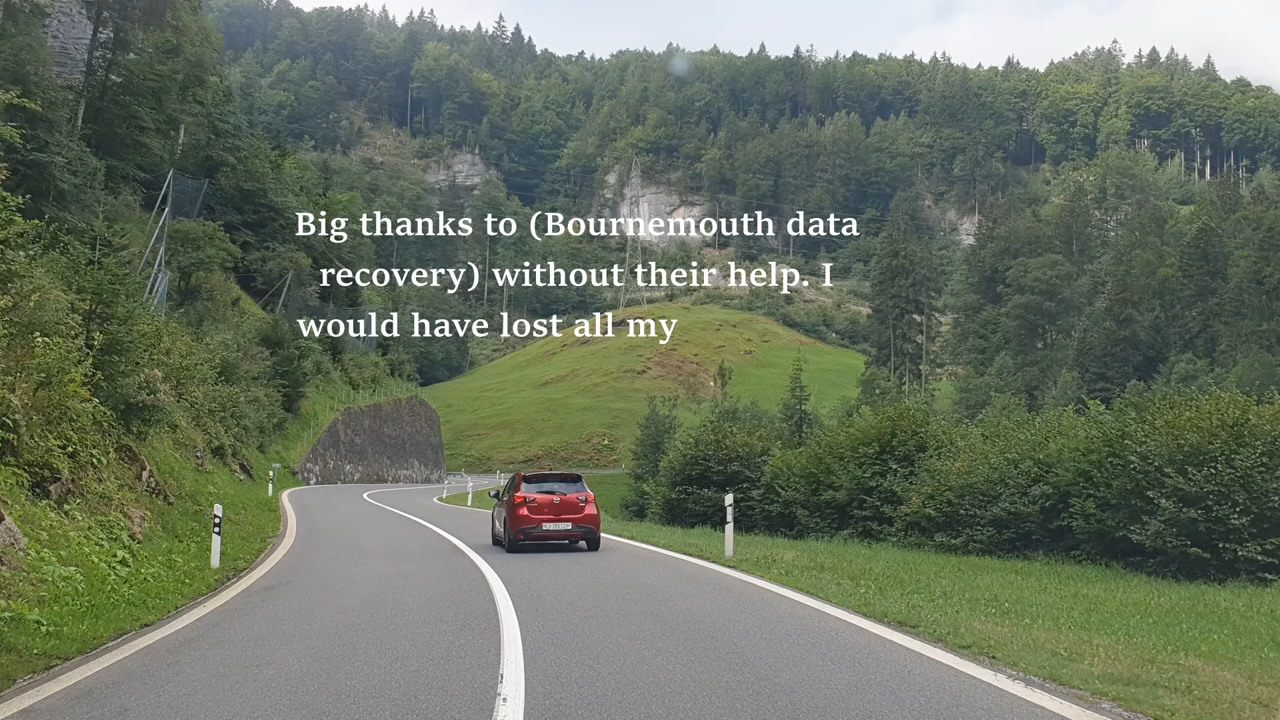 Big thanks to (Bournemouth data
recovery) without their help. I
would have lost all my